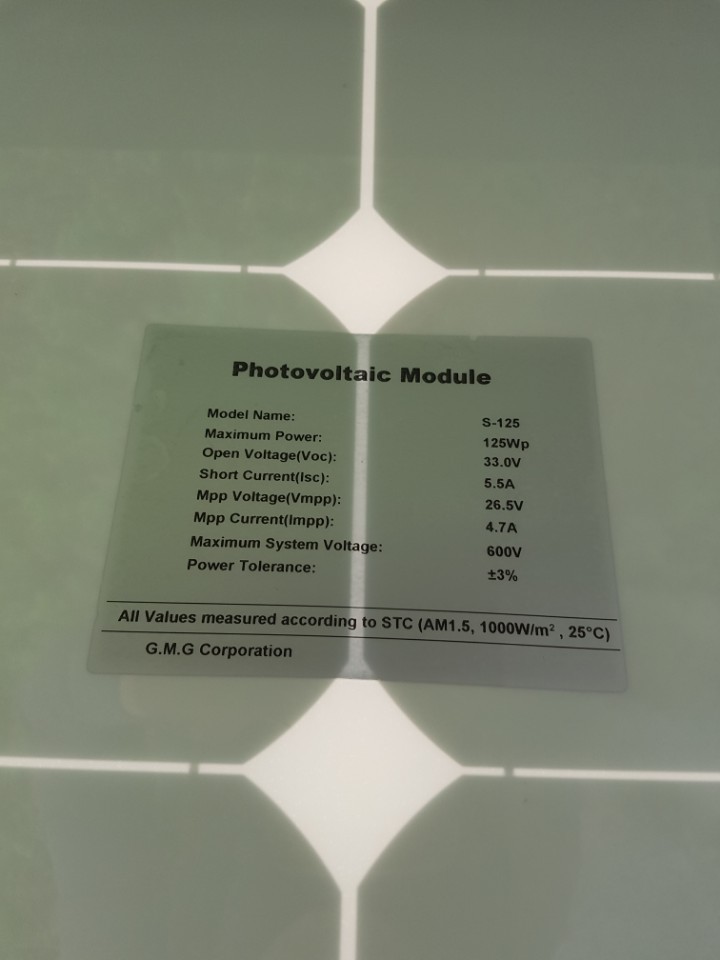 Photovoltaic Module
Model Name: S-125
Maximum Power: 125Wp
Open Voltage(Voc): 33.0V
Short Current(Isc): 5.5A
Mpp Voltage(Vmpp): 26.5V
Mpp Current(Impp): 4.7A
Maximum System Voltage: 600V
Power Tolerance: ±3%
All Values measured according to STC (AM1.5, 1000W/m² , 25°C)
G.M.G Corporation